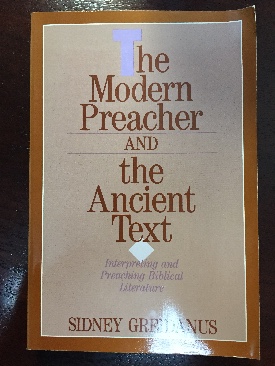 The
Modern
Preacher
AND
the
Ancient
Text
Interpreting and
Preaching Biblical
Literature
SIDNEY GREIDANUS